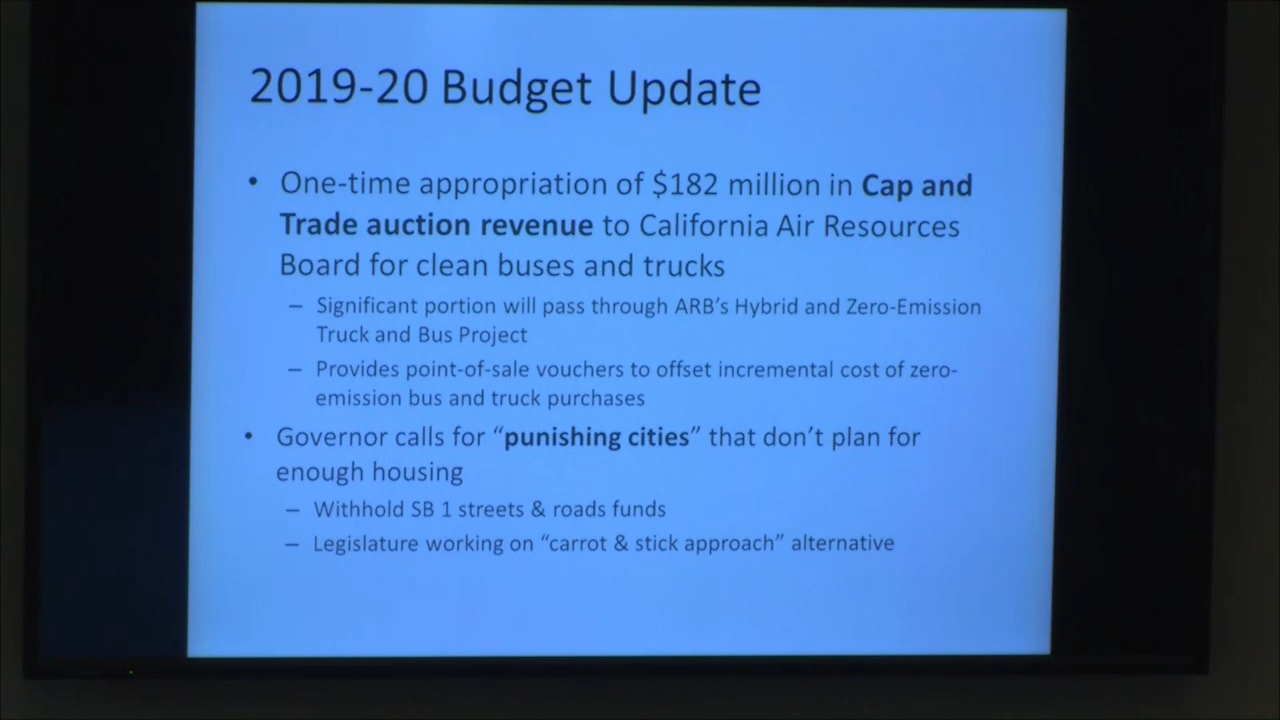 2019-20 Budget Update
• One-time appropriation of $182 million in Cap and
Trade auction revenue to California Air Resources
Board for clean buses and trucks
– Significant portion will pass through ARB’s Hybrid and Zero-Emission
Truck and Bus Project
– Provides point-of-sale vouchers to offset incremental cost of zero-
emission bus and truck purchases
• Governor calls for “punishing cities” that don’t plan for
enough housing
– Withhold SB 1 streets & roads funds
– Legislature working on “carrot & stick approach” alternative